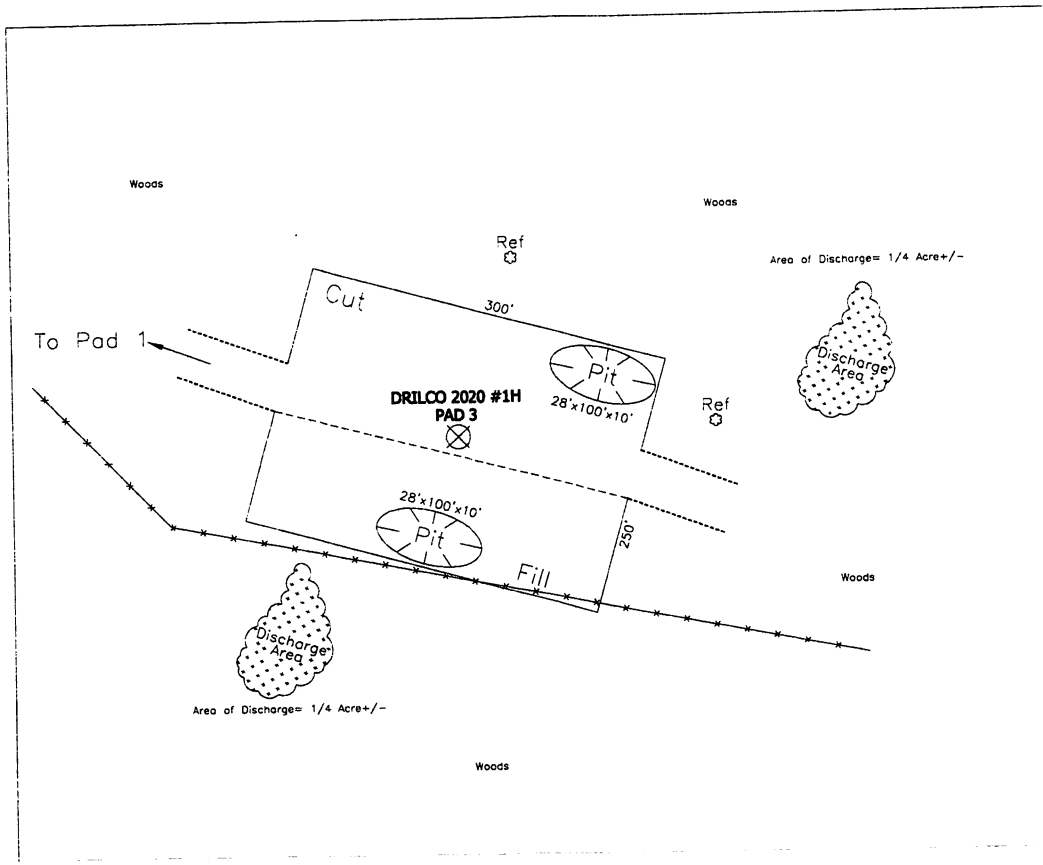 Woods
Woods
Ref
Area of Discharge= 1/4 Acre+/-
Cut
300'
To Pad 1
Pit
Discharge
Area
28'x100'x10'
DRILCO 2020 #1H
PAD 3
Ref
28'x100'x10'
Pit
250'
Fill
Woods
Discharge
Area
Area of Discharge= 1/4 Acre+/-
Woods